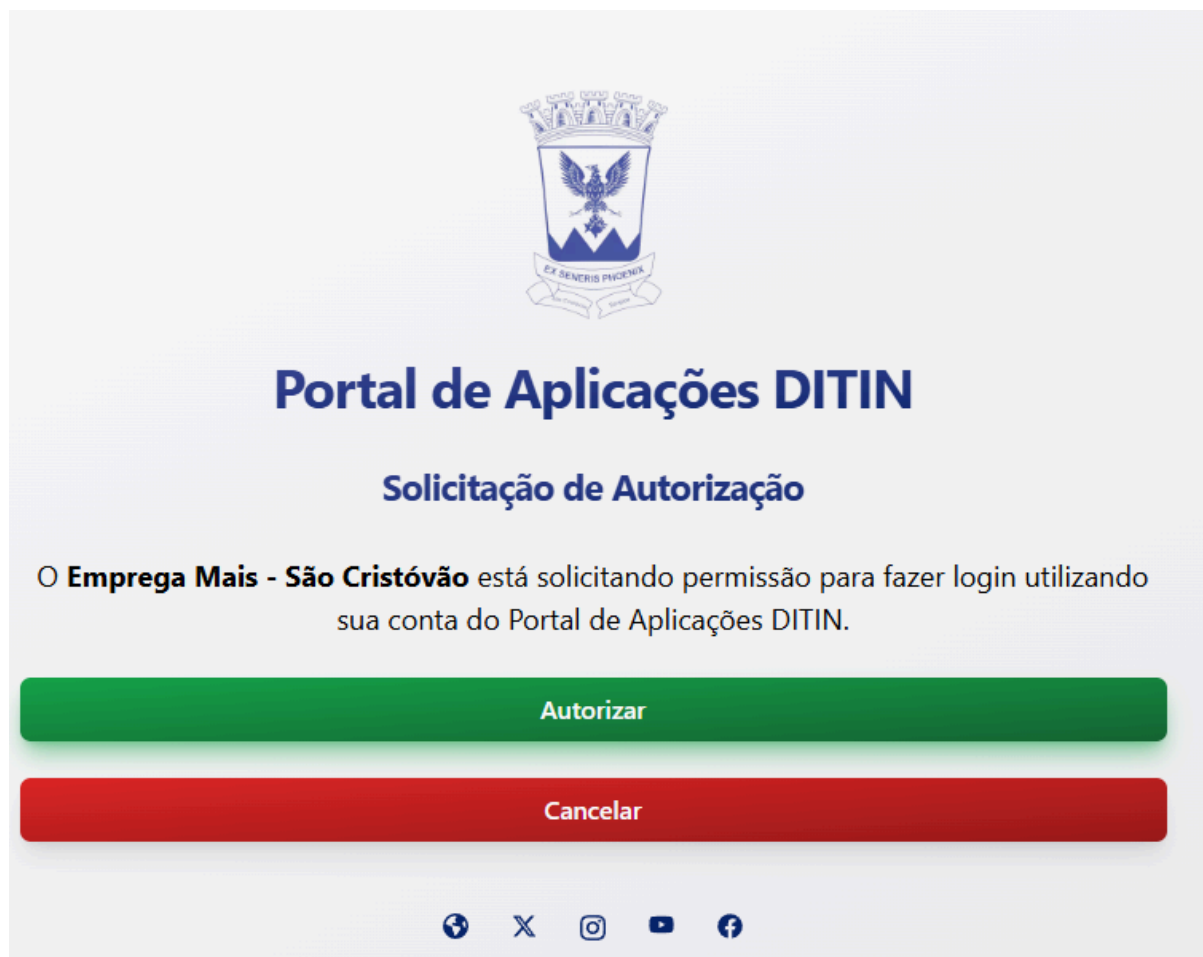 EX SENERIS PHOENIX
Portal de Aplicações DITIN
Solicitação de Autorização
O Emprega Mais - São Cristóvão está solicitando permissão para fazer login utilizando
sua conta do Portal de Aplicações DITIN.
Autorizar
Cancelar